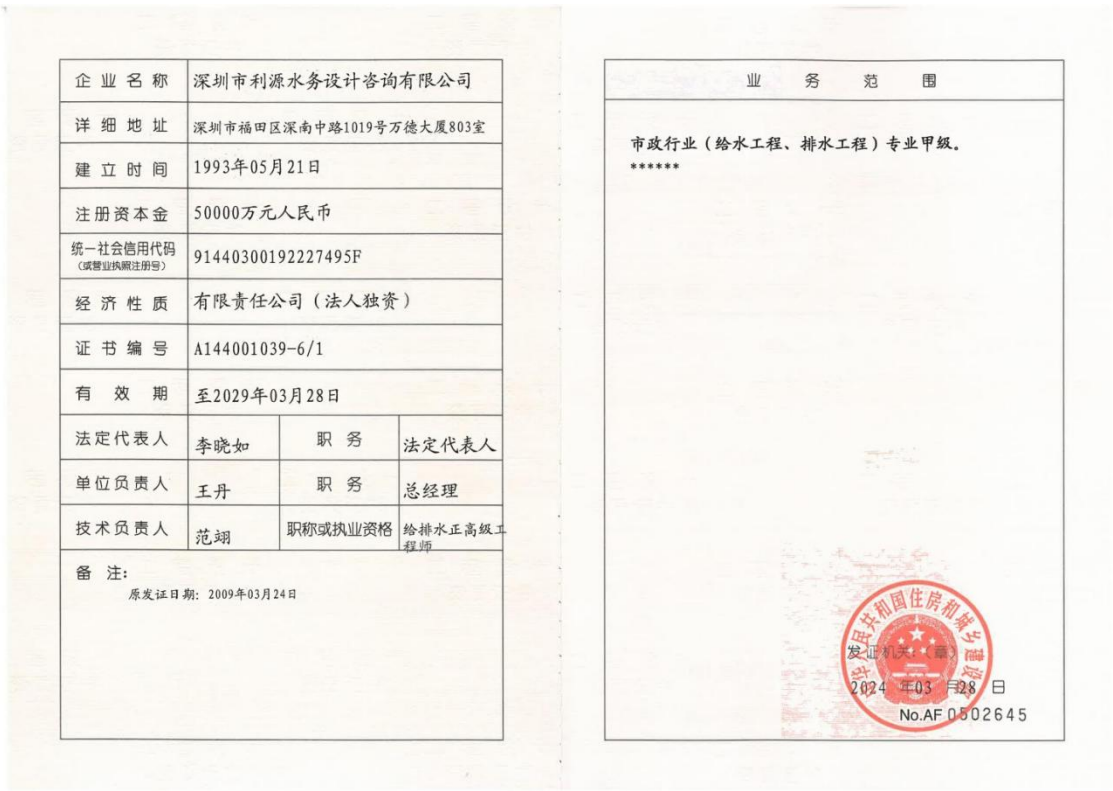 企业名称 深圳市利源水务设计咨询有限公司
详细地址 深圳市福田区深南中路1019号万德大厦803室
建立时间 1993年05月21日
注册资本金 50000万元人民币
统一社会信用代码 91440300192227495F
(或营业执照注册号)
经济性质 有限责任公司（法人独资）
证书编号 A144001039-6/1
有效期 至2029年03月28日
法定代表人 李晓如 职务 法定代表人
单位负责人 王丹 职务 总经理
技术负责人 范翊 职称或执业资格 给排水正高级工
程师
备注:
原发证日期: 2009年03月24日
业务范围
市政行业（给水工程、排水工程）专业甲级。
******
中华人民共和国住房和城乡建设部
发证机关:（章）
2024年03月28日
No.AF 0502645